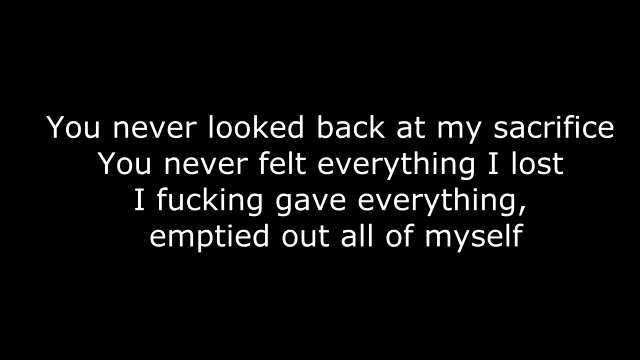 You never looked back at my sacrifice
You never felt everything I lost
I fucking gave everything,
emptied out all of myself